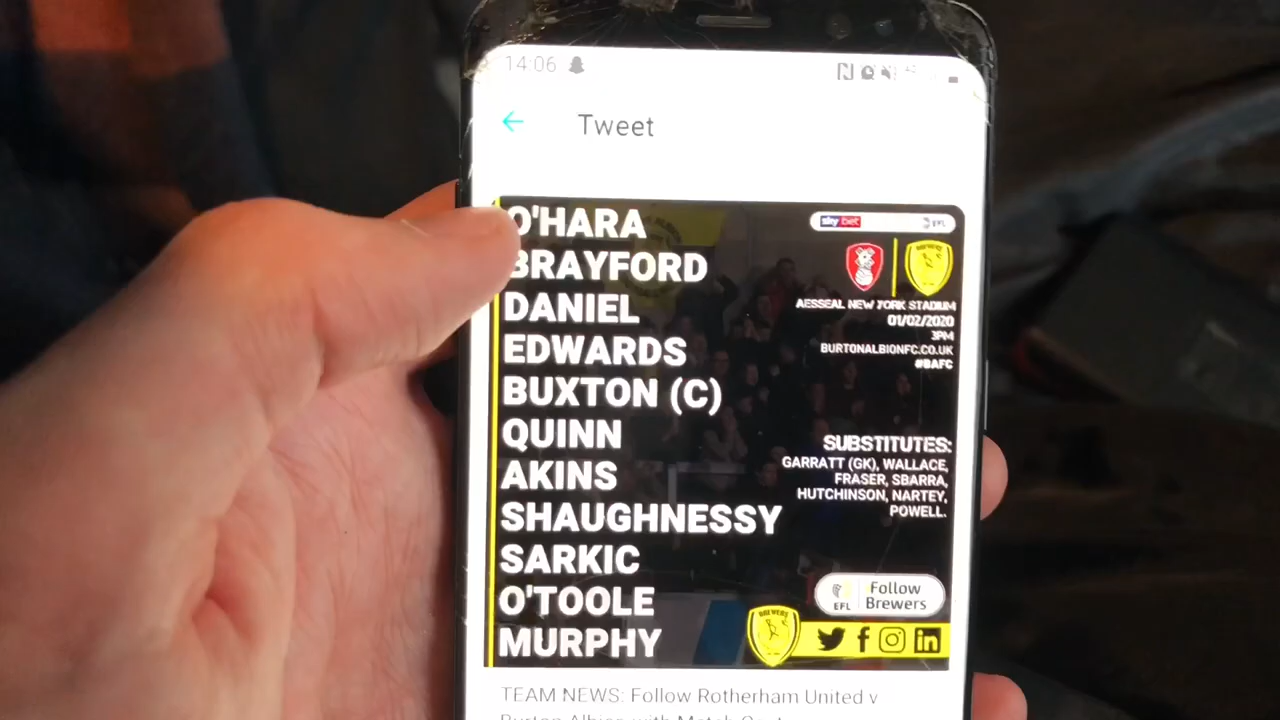 14:06
Tweet
O'HARA
BRAYFORD
DANIEL
EDWARDS
BUXTON (C)
QUINN
AKINS
SHAUGHNESSY
SARKIC
O'TOOLE
MURPHY
sky bet EFL
AESSEAL NEW YORK STADIUM
01/02/2020
3PM
BURTONALBIONFC.CO.UK
#BAFC
SUBSTITUTES:
GARRATT (GK), WALLACE,
FRASER, SBARRA,
HUTCHINSON, NARTEY,
POWELL.
EFL
Follow
Brewers
BREWERS
TEAM NEWS: Follow Rotherham United v